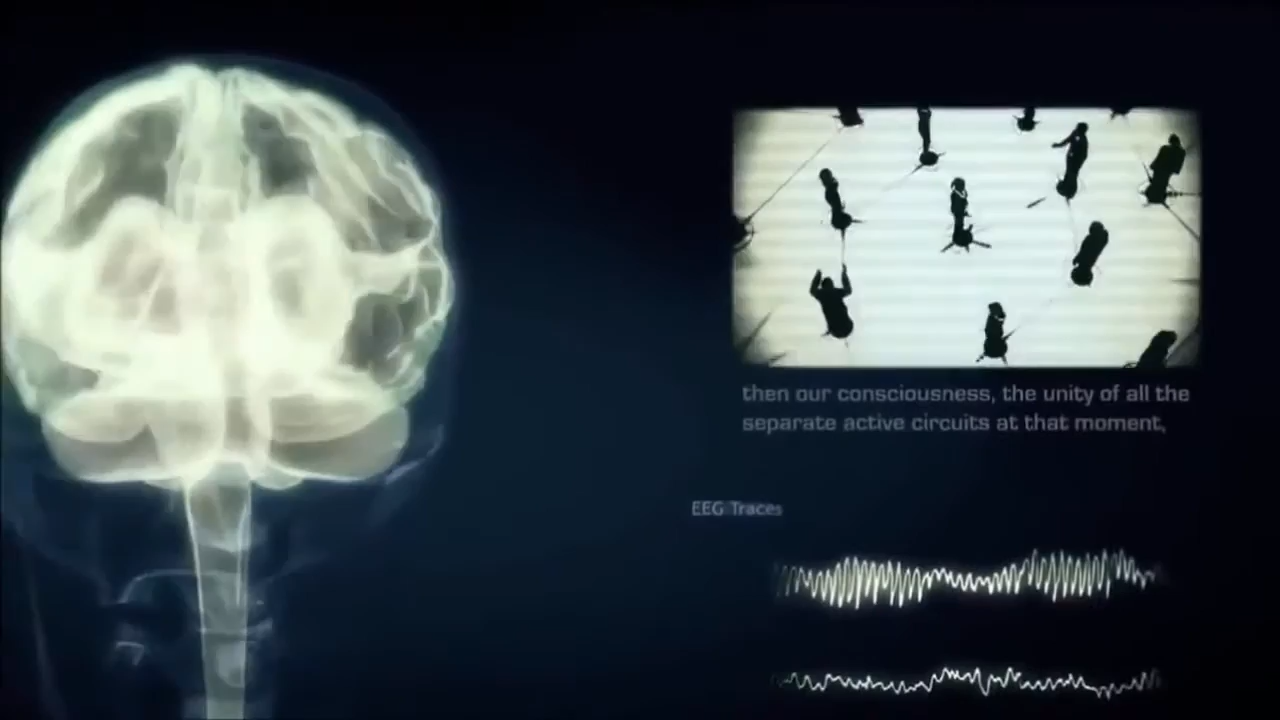 then our consciousness, the unity of all the
separate active circuits at that moment,
EEG Traces